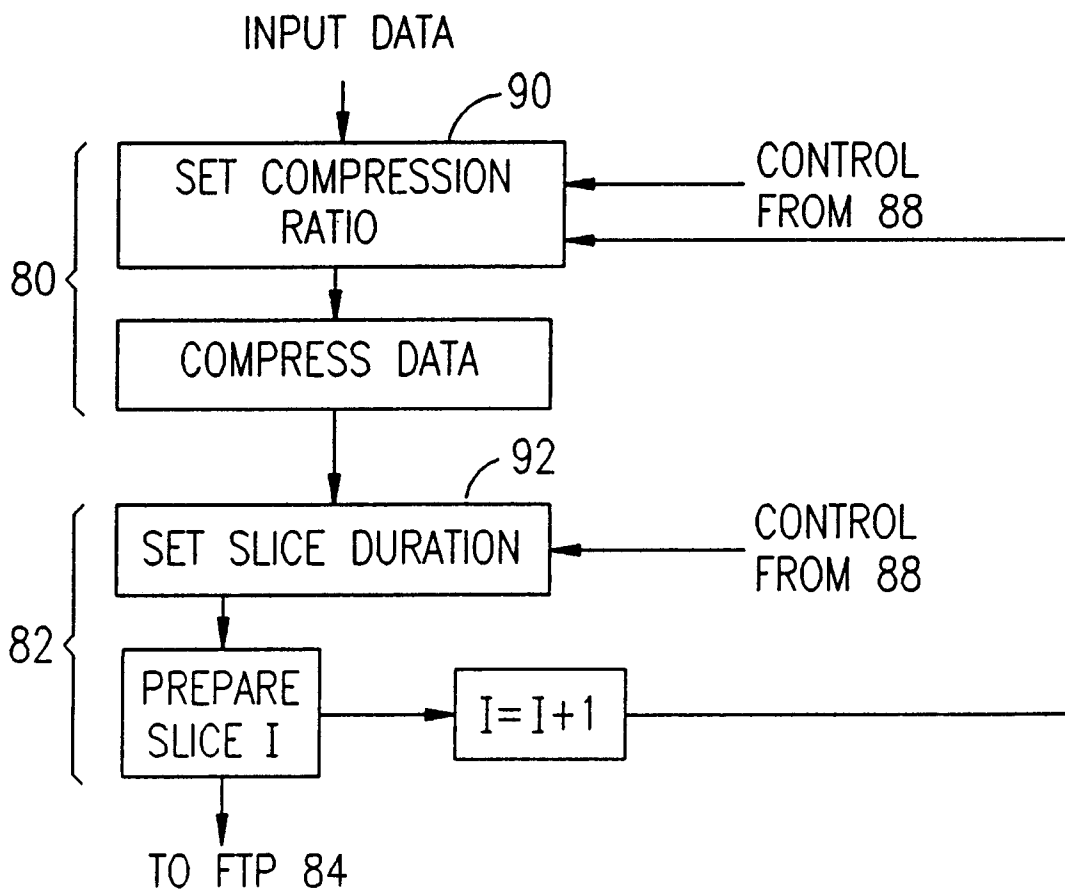 INPUT DATA
90
SET COMPRESSION
RATIO
CONTROL
FROM 88
80
COMPRESS DATA
92
SET SLICE DURATION
CONTROL
FROM 88
82
PREPARE
SLICE I
I=I+1
TO FTP 84